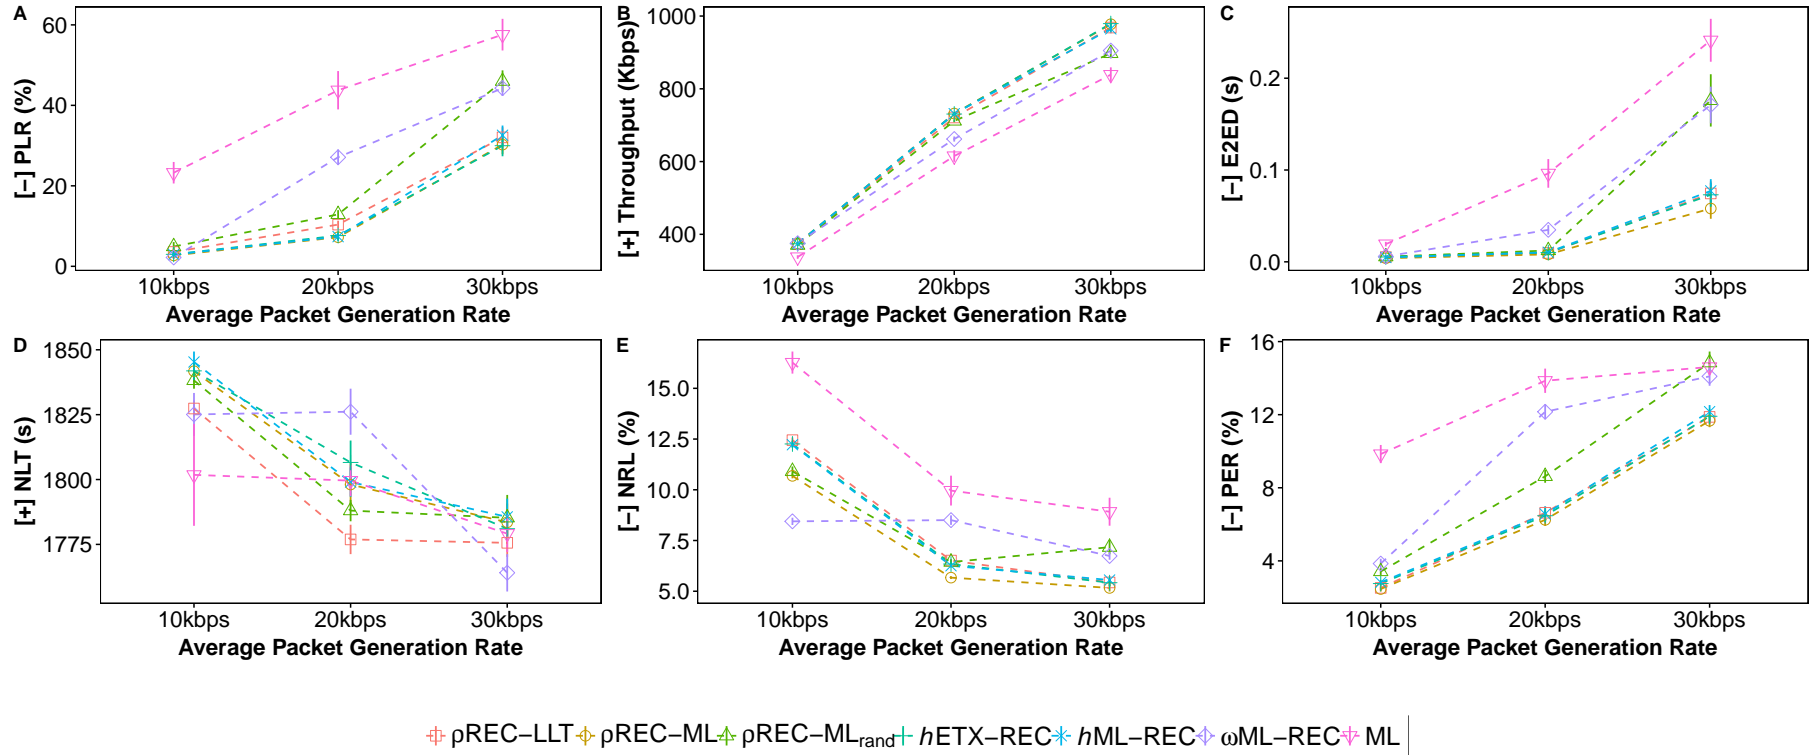 A
[−] PLR (%)
60
40
20
0
10kbps 20kbps 30kbps
Average Packet Generation Rate
B
[+] Throughput (Kbps)
1000
800
600
400
10kbps 20kbps 30kbps
Average Packet Generation Rate
C
[−] E2ED (s)
0.2
0.1
0.0
10kbps 20kbps 30kbps
Average Packet Generation Rate
D
[+] NLT (s)
1850
1825
1800
1775
10kbps 20kbps 30kbps
Average Packet Generation Rate
E
[−] NRL (%)
15.0
12.5
10.0
7.5
5.0
10kbps 20kbps 30kbps
Average Packet Generation Rate
F
[−] PER (%)
16
12
8
4
10kbps 20kbps 30kbps
Average Packet Generation Rate
ρREC−LLT ρREC−ML ρREC−MLrand hETX−REC hML−REC ωML−REC ML